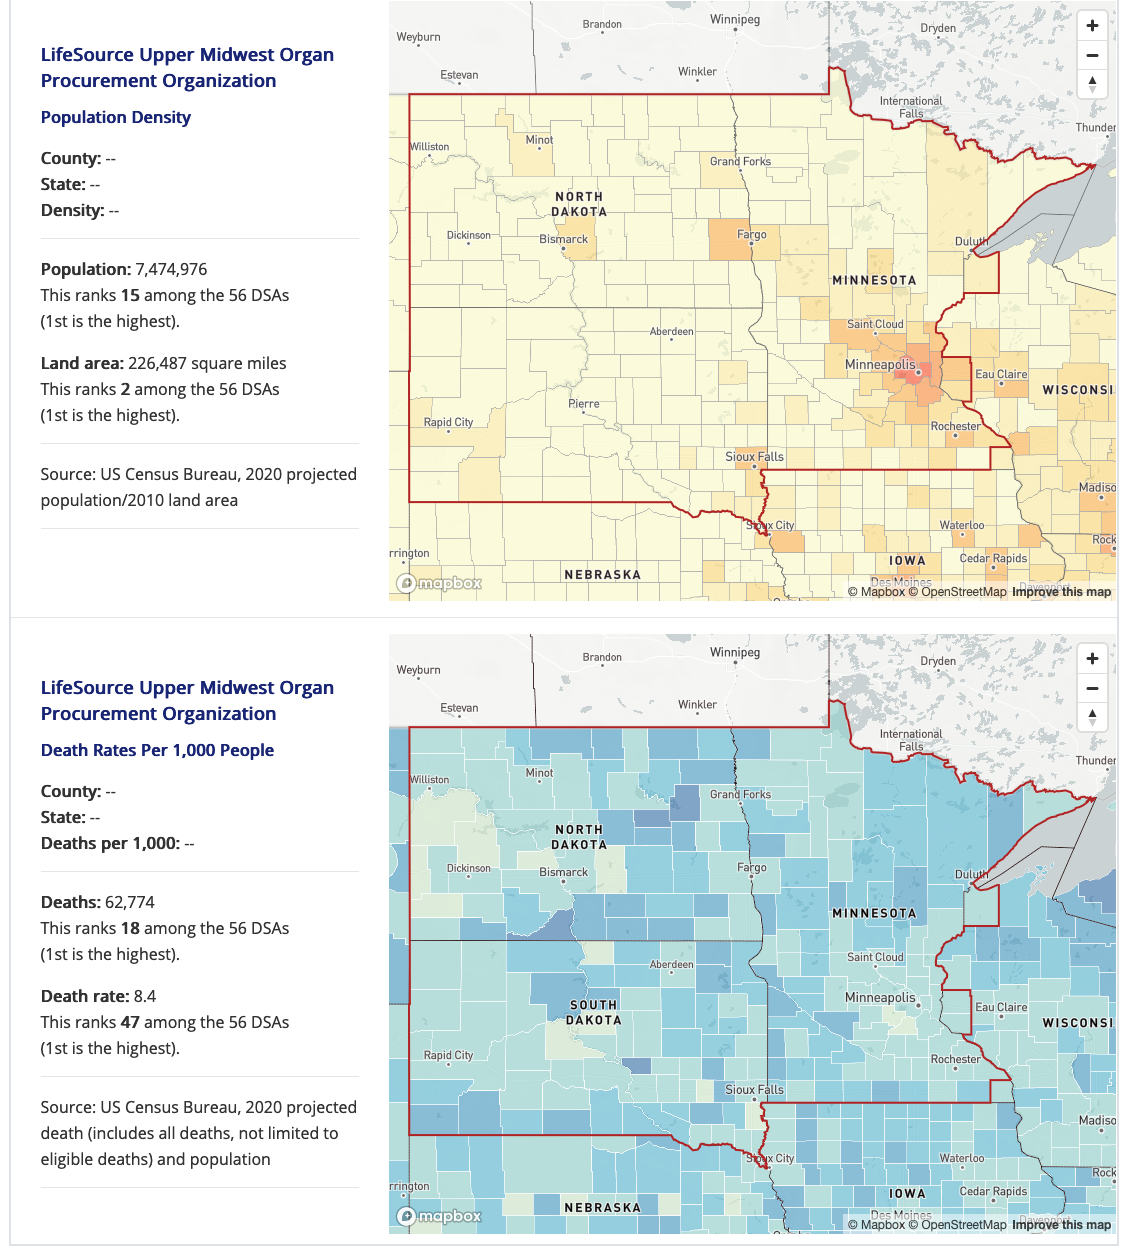 LifeSource Upper Midwest Organ
Procurement Organization
Population Density
County: --
State: --
Density: --
Population: 7,474,976
This ranks 15 among the 56 DSAs
(1st is the highest).
Land area: 226,487 square miles
This ranks 2 among the 56 DSAs
(1st is the highest).
Source: US Census Bureau, 2020 projected
population/2010 land area
Weyburn
Brandon
Winnipeg
Dryden
Estevan
Winkler
International
Falls
Thunder
Williston
Minot
Grand Forks
NORTH
DAKOTA
Dickinson
Bismarck
Fargo
Duluth
MINNESOTA
Aberdeen
Saint Cloud
Minneapolis
Eau Claire
WISCONSI
Pierre
Rapid City
Rochester
Sioux Falls
Madiso
Sioux City
Waterloo
Rock
rrington
IOWA
Cedar Rapids
NEBRASKA
Des Moines
Davenport
mapbox
© Mapbox © OpenStreetMap Improve this map
LifeSource Upper Midwest Organ
Procurement Organization
Death Rates Per 1,000 People
County: --
State: --
Deaths per 1,000: --
Deaths: 62,774
This ranks 18 among the 56 DSAs
(1st is the highest).
Death rate: 8.4
This ranks 47 among the 56 DSAs
(1st is the highest).
Source: US Census Bureau, 2020 projected
death (includes all deaths, not limited to
eligible deaths) and population
Weyburn
Brandon
Winnipeg
Dryden
Estevan
Winkler
International
Falls
Thunder
Williston
Minot
Grand Forks
NORTH
DAKOTA
Dickinson
Bismarck
Fargo
Duluth
MINNESOTA
Aberdeen
Saint Cloud
SOUTH
DAKOTA
Minneapolis
Eau Claire
WISCONSI
Rapid City
Rochester
Sioux Falls
Madiso
Sioux City
Waterloo
Rock
rrington
IOWA
Cedar Rapids
NEBRASKA
Des Moines
Davenport
mapbox
© Mapbox © OpenStreetMap Improve this map